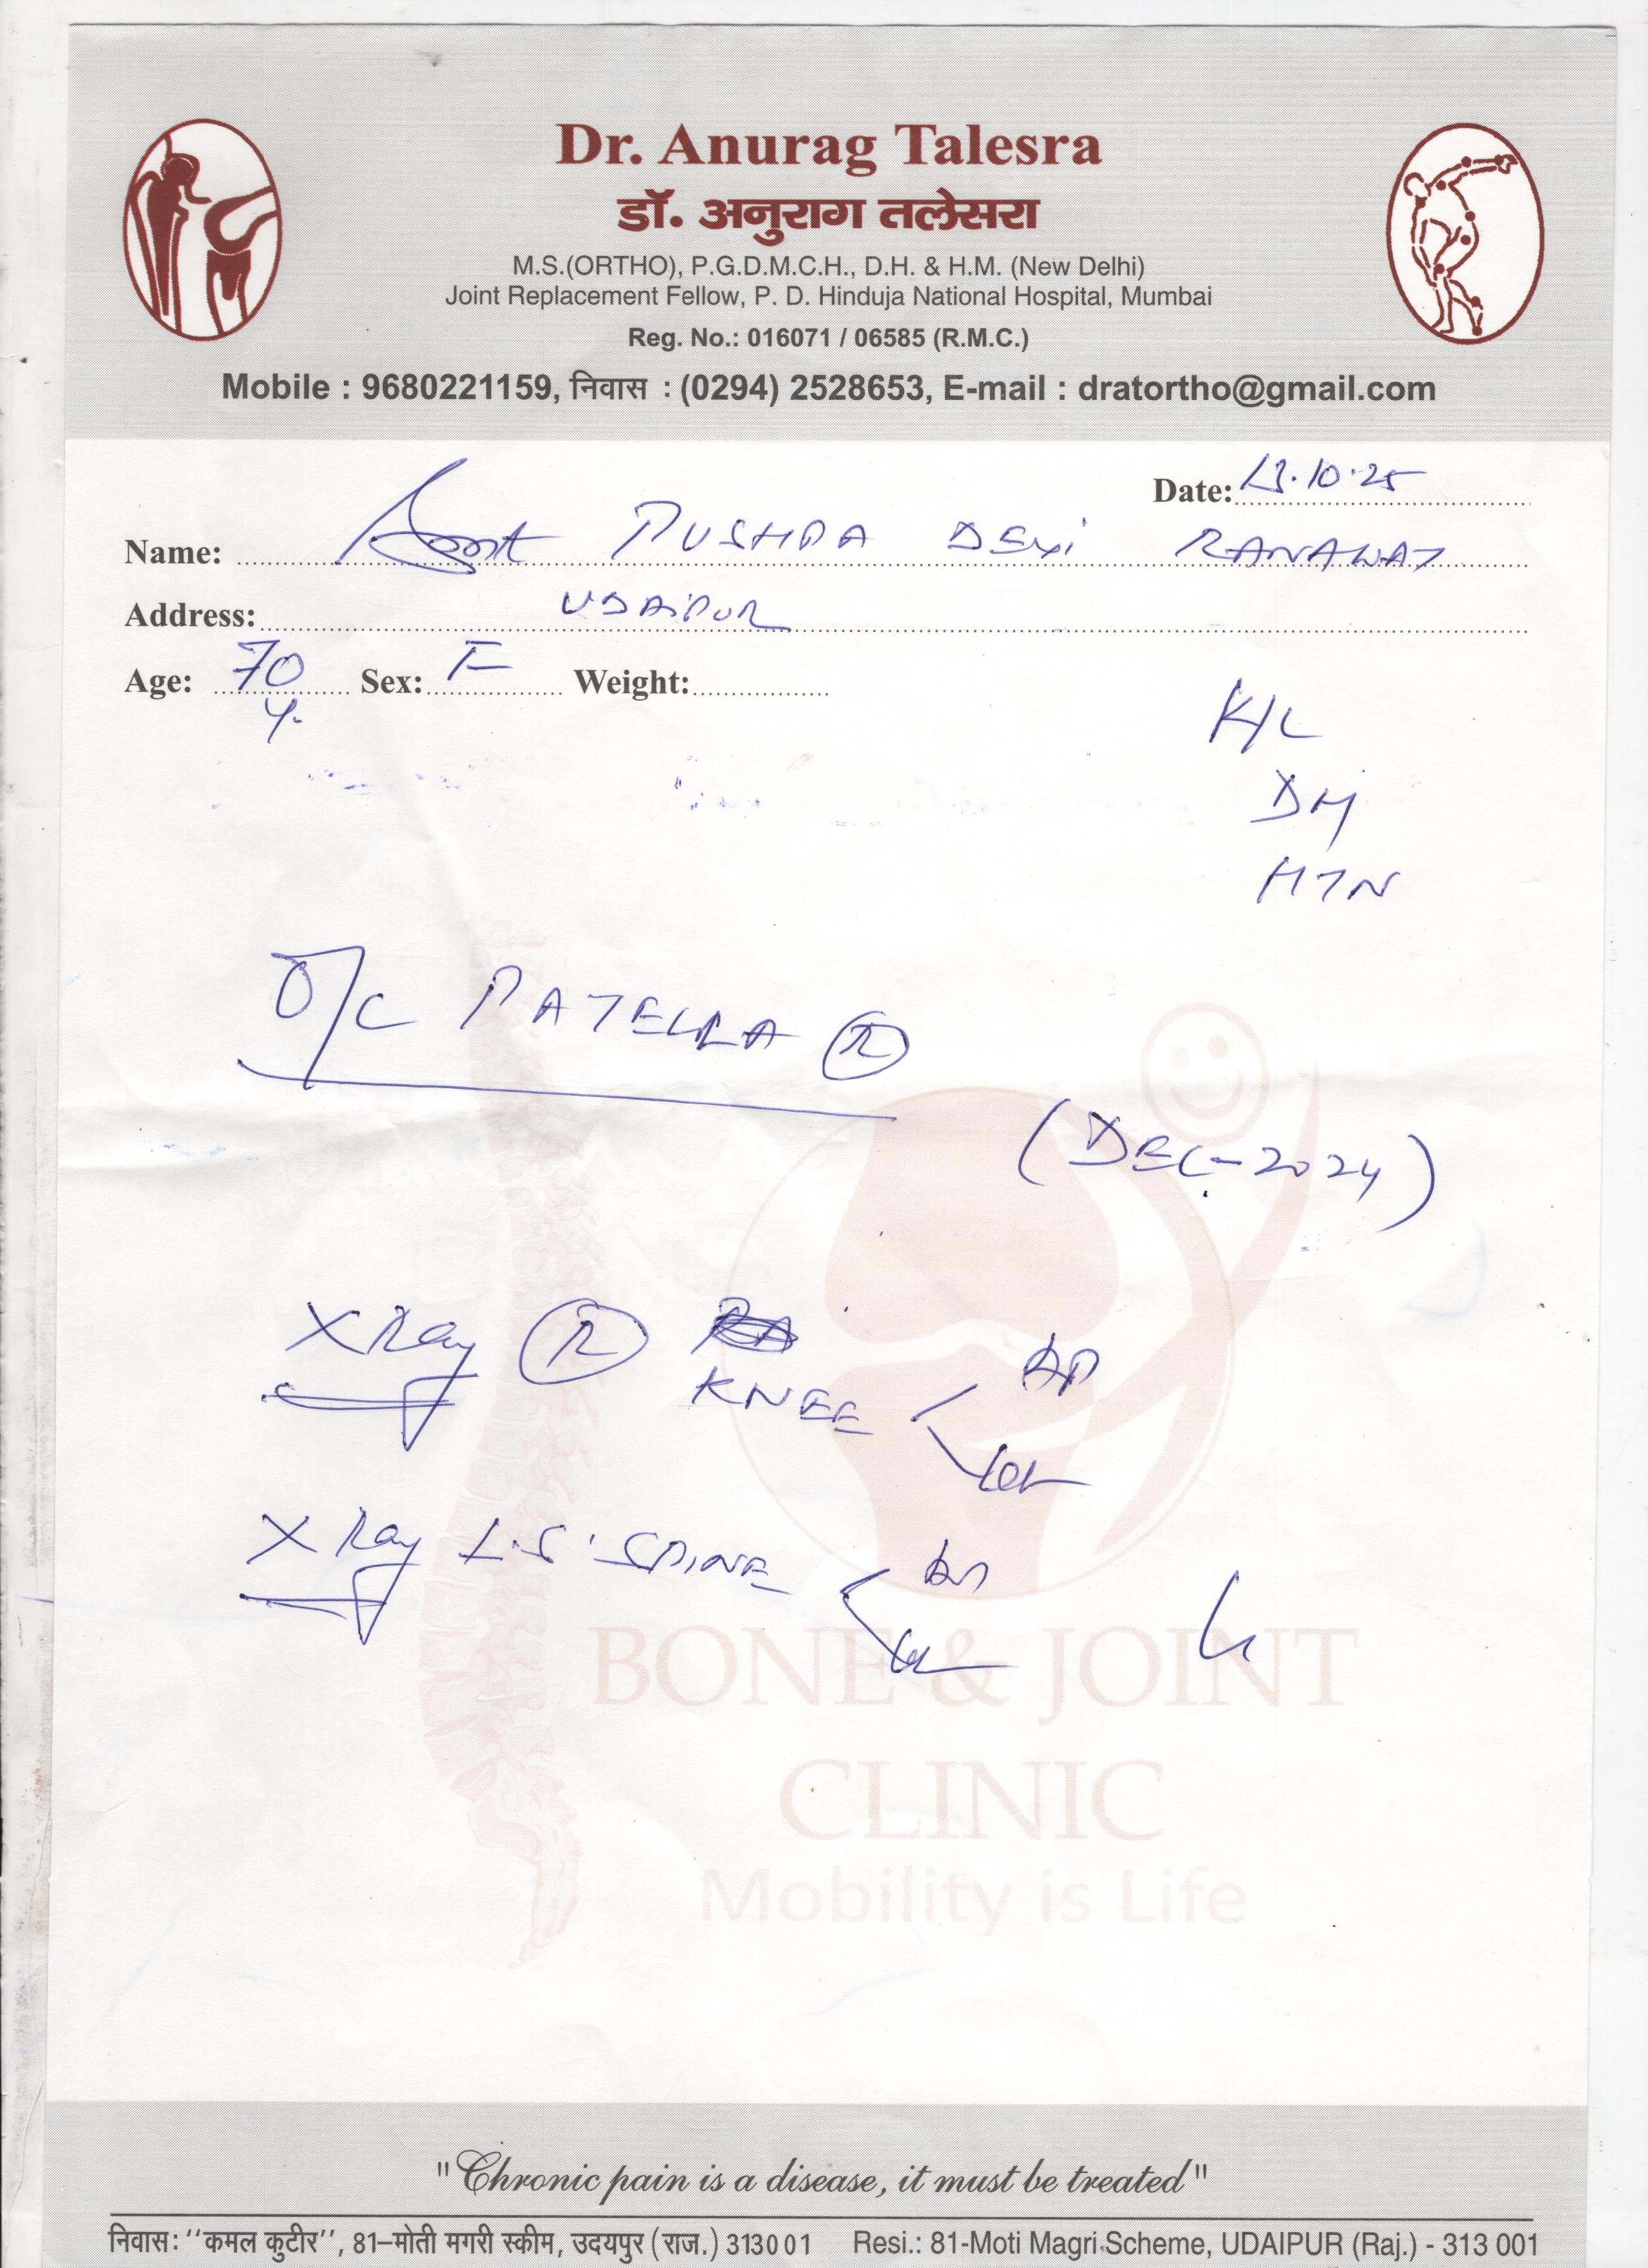 Dr. Anurag Talesra
डॉ. अनुराग तलेसरा
M.S.(ORTHO), P.G.D.M.C.H., D.H. & H.M. (New Delhi)
Joint Replacement Fellow, P. D. Hinduja National Hospital, Mumbai
Reg. No.: 016071 / 06585 (R.M.C.)
Mobile : 9680221159, निवास : (0294) 2528653, E-mail : dratortho@gmail.com
Date: 13.10.25
Name: Smt PUSHPA DEVI RANAWAT
Address: UDAIPUR
Age: 70 y. Sex: F Weight:
K/C
DM
HTN
O/C PATELLA (R)
(DEC-2024)
X Ray (R)
KNEE < AP
Lat
X Ray L.S. SPINE < AP
Lat
BONE & JOINT
CLINIC
Mobility is Life
"Chronic pain is a disease, it must be treated"
निवास: ‘‘कमल कुटीर’’, 81–मोती मगरी स्कीम, उदयपुर (राज.) 313001 Resi.: 81-Moti Magri Scheme, UDAIPUR (Raj.) - 313 001